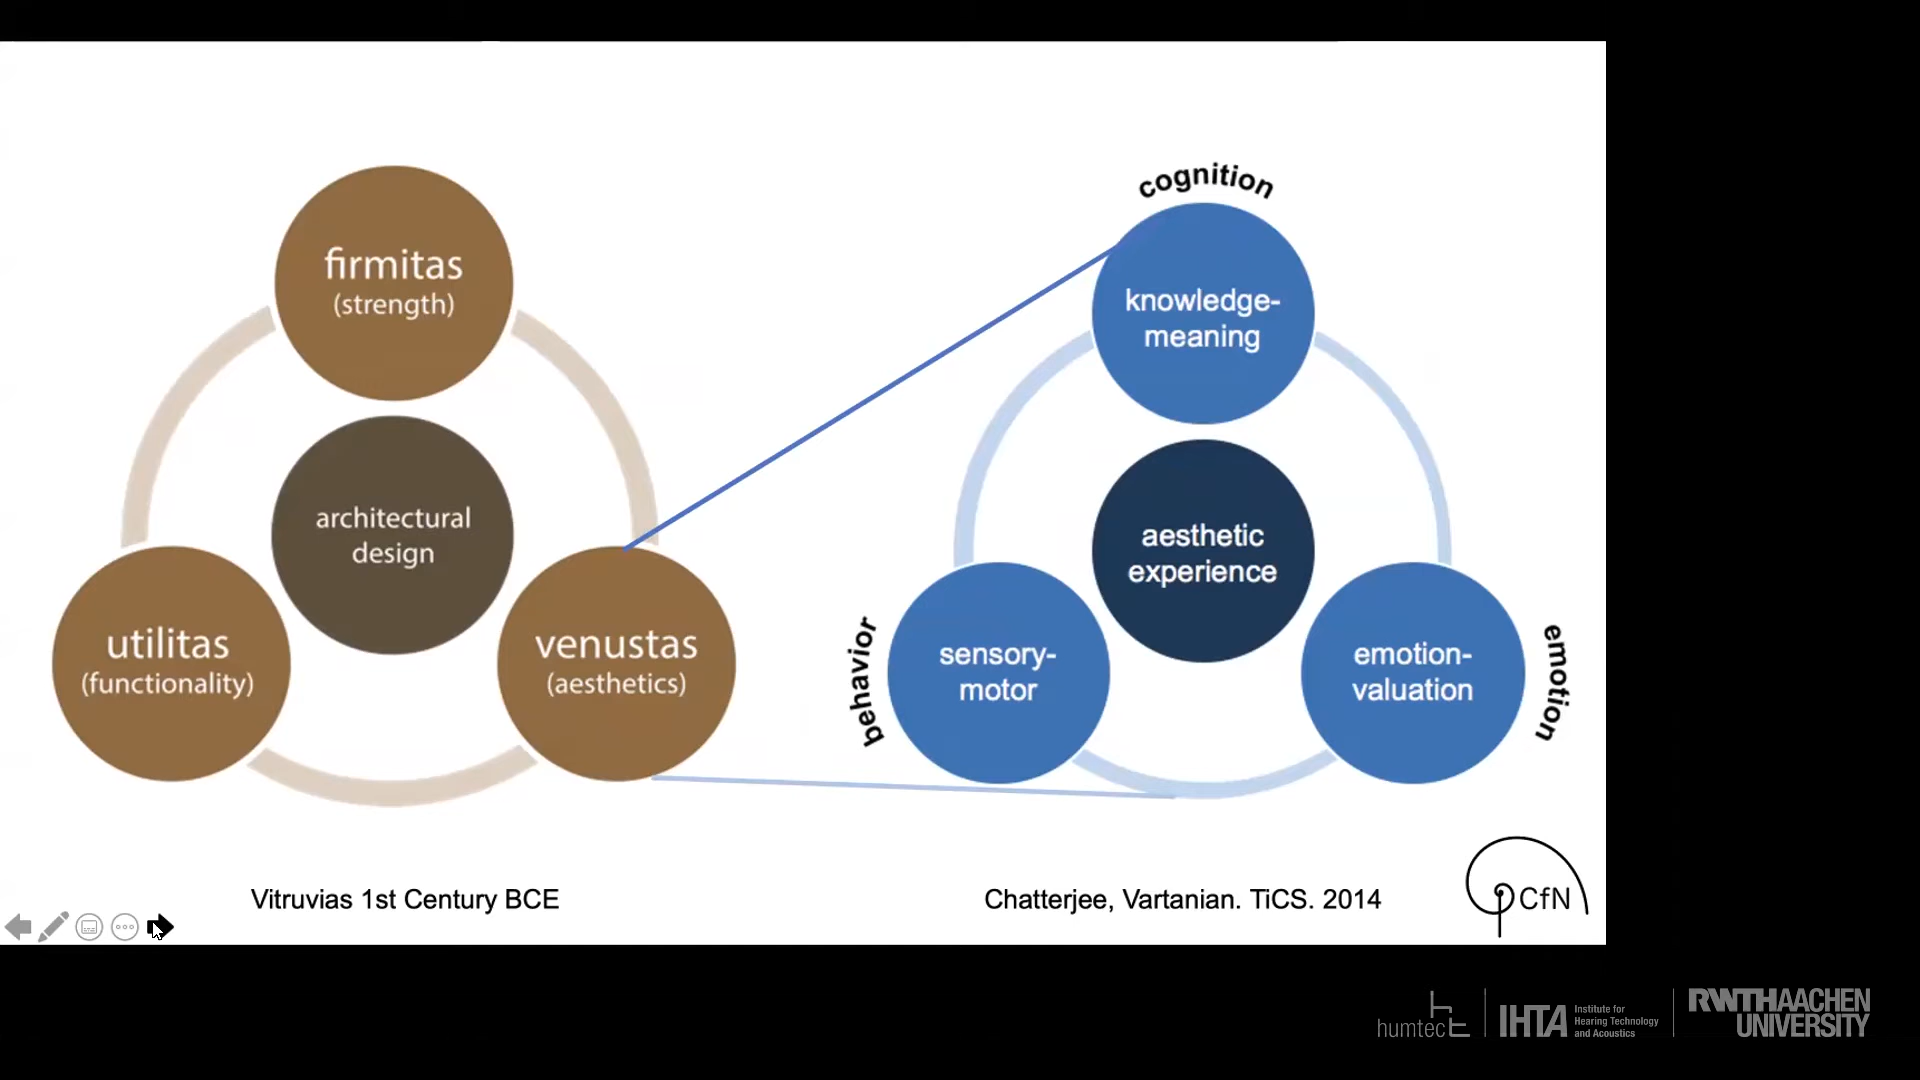 firmitas
(strength)
architectural
design
utilitas
(functionality)
venustas
(aesthetics)
Vitruvias 1st Century BCE
cognition
knowledge-
meaning
aesthetic
experience
behavior
sensory-
motor
emotion-
valuation
emotion
Chatterjee, Vartanian. TiCS. 2014
CfN
humtec
IHTA
Institute for
Hearing Technology
and Acoustics
RWTHAACHEN
UNIVERSITY